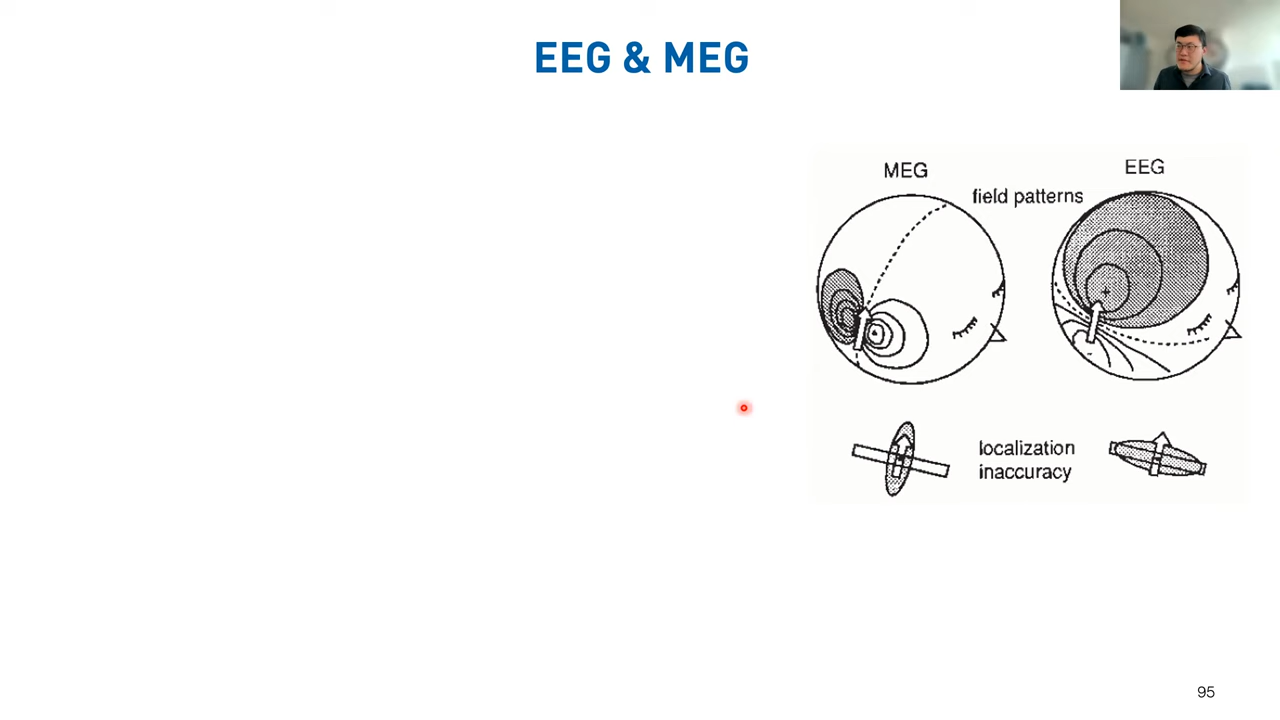 EEG & MEG
MEG
EEG
field patterns
localization
inaccuracy
95